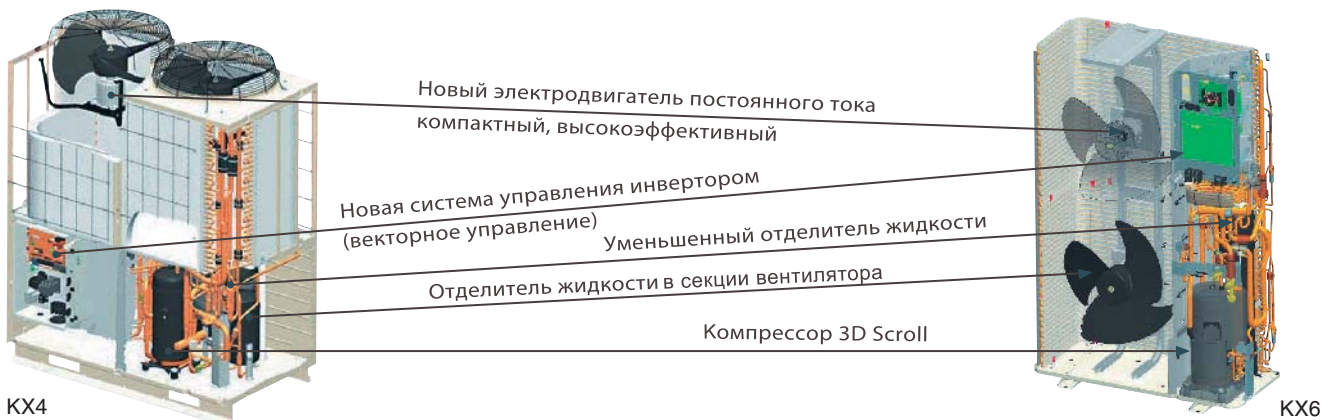 Новый электродвигатель постоянного тока
компактный, высокоэффективный
Новая система управления инвертором
(векторное управление)
Уменьшенный отделитель жидкости
Отделитель жидкости в секции вентилятора
Компрессор 3D Scroll
KX4
KX6